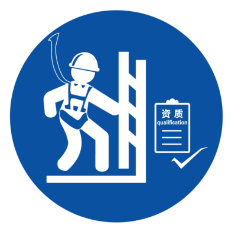 资 质
qualification